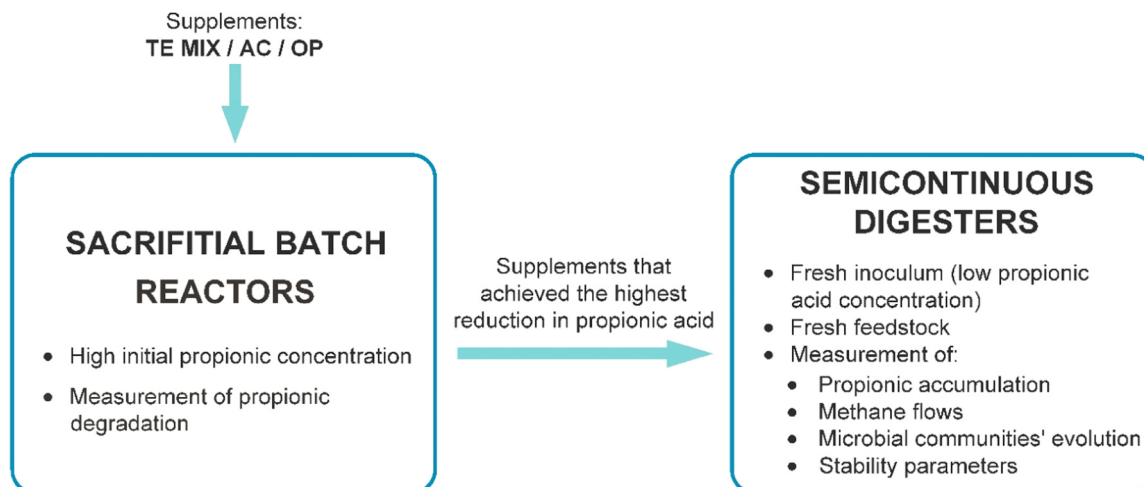 Supplements:
TE MIX / AC / OP
SACRIFITIAL BATCH
REACTORS
• High initial propionic concentration
• Measurement of propionic
degradation
Supplements that
achieved the highest
reduction in propionic acid
SEMICONTINUOUS
DIGESTERS
• Fresh inoculum (low propionic
acid concentration)
• Fresh feedstock
• Measurement of:
• Propionic accumulation
• Methane flows
• Microbial communities' evolution
• Stability parameters